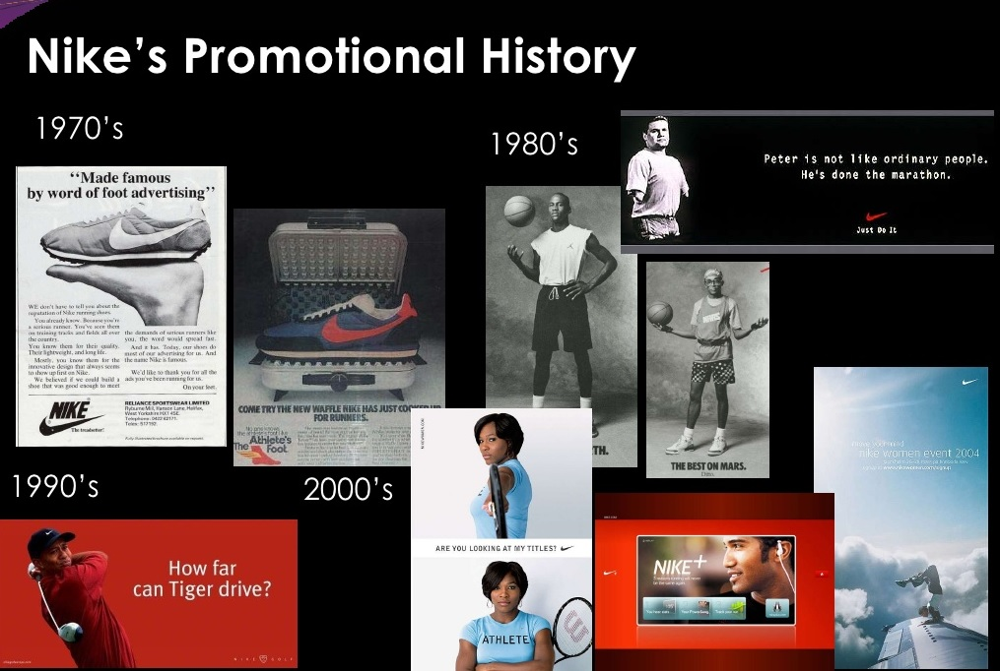 Nike’s Promotional History
1970’s
“Made famous
by word of foot advertising”
WE don't have to tell you about the
reputation of Nike running shoes.
You already know. Because you're
a serious runner. You've seen them
on training tracks and fields all over
the country.
You know them for their quality.
Their lightweight, and long life.
Mostly, you know them for the
innovative design that always seems
to show up first on Nike.
We believed if we could build a
shoe that was good enough to meet
the demands of serious runners like
you, the word would spread fast.
And it has. Today, our shoes do
most of our advertising for us. And
the name Nike is famous.
We'd like to thank you for all the
ads you've been running for us.
On your feet.
NIKE
RELIANCE SPORTSWEAR LIMITED
West Yorkshire HX1 4SE.
COME TRY THE NEW WAFFLE NIKE HAS JUST COOKED UP
FOR RUNNERS.
The
Athlete's
Foot
1980’s
TH.
THE BEST ON MARS.
Peter is not like ordinary people.
He's done the marathon.
Just Do It
1990’s
How far
can Tiger drive?
NIKE GOLF
2000’s
ARE YOU LOOKING AT MY TITLES?
ATHLETE
NIKE+
nike women event 2004